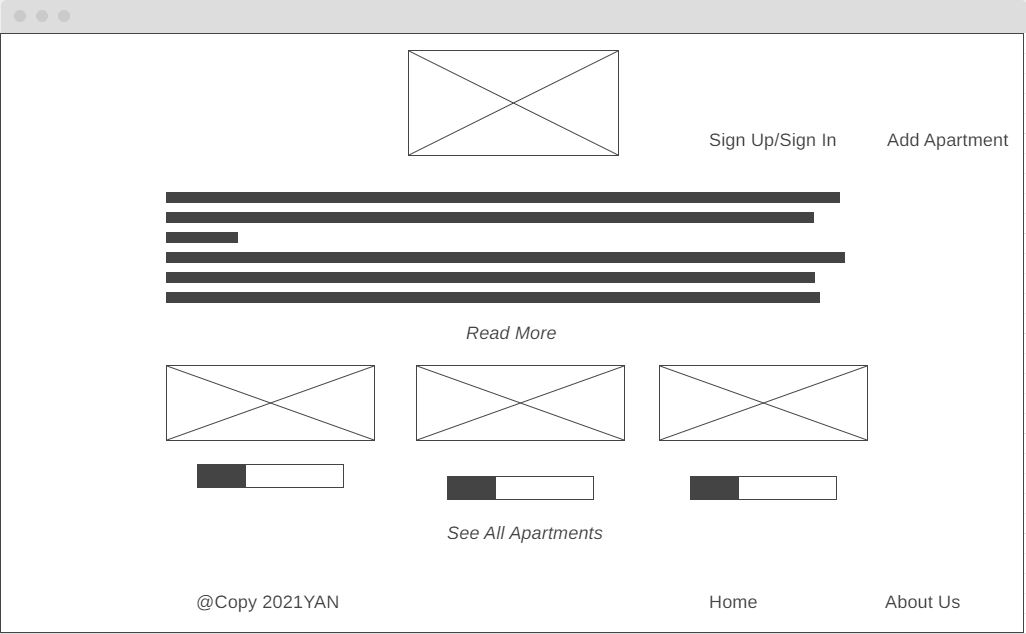 Sign Up/Sign In
Add Apartment
Read More
See All Apartments
@Copy 2021YAN
Home
About Us